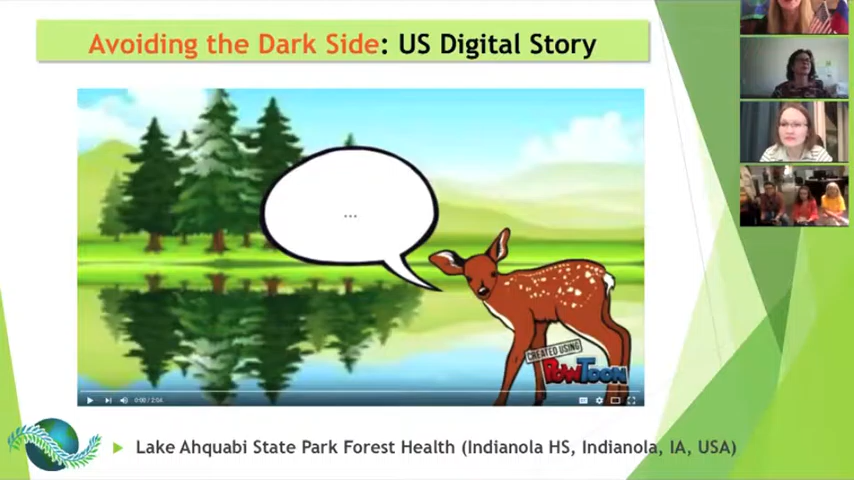 Avoiding the Dark Side: US Digital Story
...
CREATED USING
POWTOON
0:00 / 2:04
Lake Ahquabi State Park Forest Health (Indianola HS, Indianola, IA, USA)